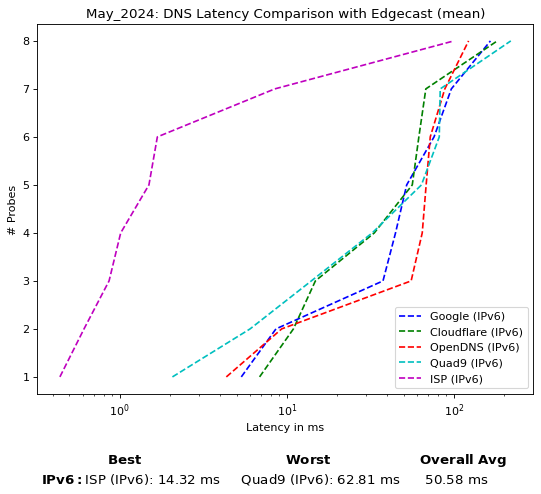 May_2024: DNS Latency Comparison with Edgecast (mean)
# Probes
8
7
6
5
4
3
2
1
Google (IPv6)
Cloudflare (IPv6)
OpenDNS (IPv6)
Quad9 (IPv6)
ISP (IPv6)
10⁰ 10¹ 10²
Latency in ms
Best Worst Overall Avg
IPv6: ISP (IPv6): 14.32 ms Quad9 (IPv6): 62.81 ms 50.58 ms